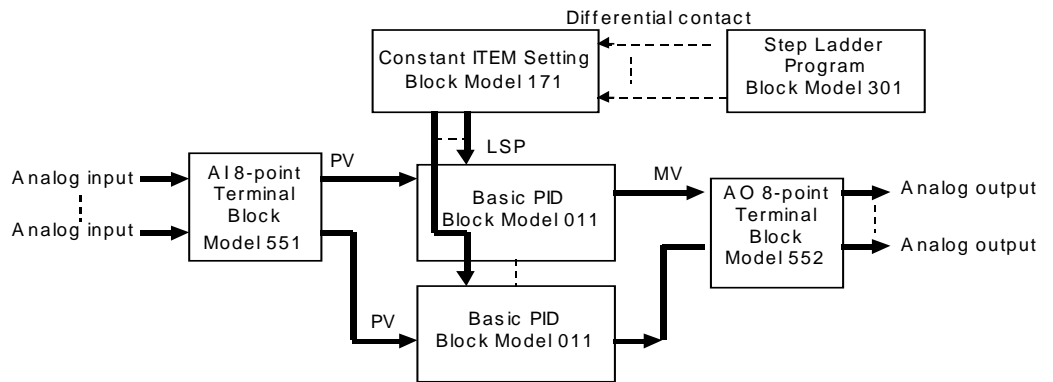 Differential contact
Constant ITEM Setting
Block Model 171
Step Ladder
Program
Block Model 301
LSP
PV
MV
Analog input
Analog input
AI 8-point
Terminal
Block
Model 551
Basic PID
Block Model 011
AO 8-point
Terminal
Block
Model 552
Analog output
Analog output
PV
Basic PID
Block Model 011